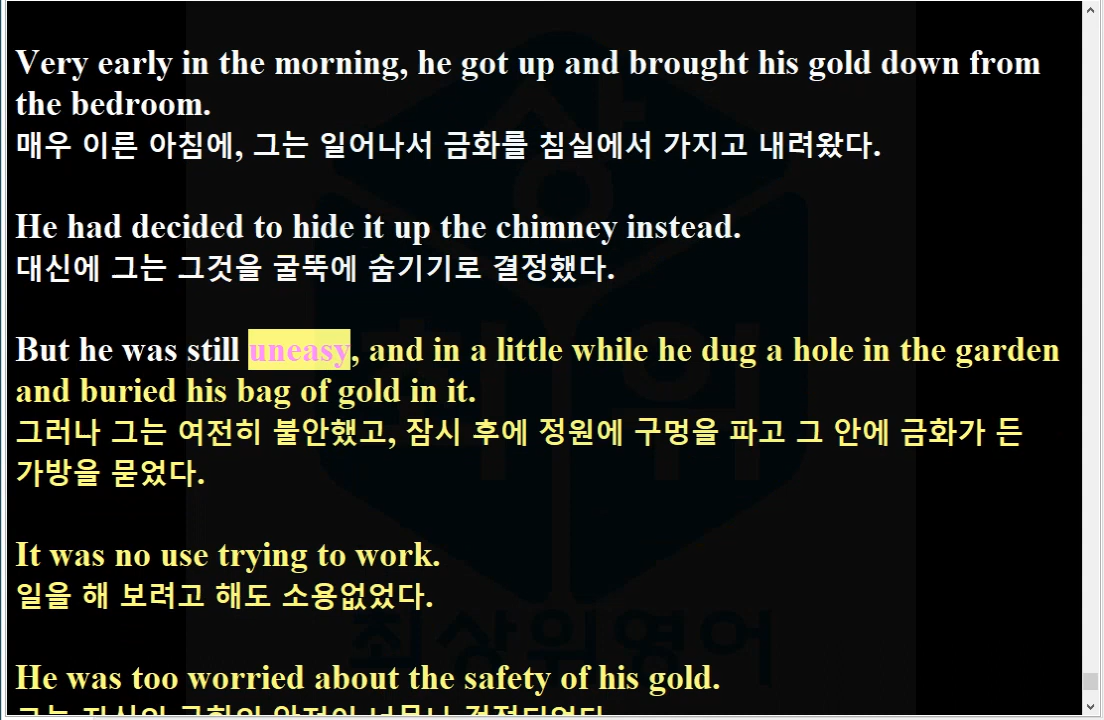 Very early in the morning, he got up and brought his gold down from
the bedroom.
매우 이른 아침에, 그는 일어나서 금화를 침실에서 가지고 내려왔다.
He had decided to hide it up the chimney instead.
대신에 그는 그것을 굴뚝에 숨기기로 결정했다.
But he was still uneasy, and in a little while he dug a hole in the garden
and buried his bag of gold in it.
그러나 그는 여전히 불안했고, 잠시 후에 정원에 구멍을 파고 그 안에 금화가 든
가방을 묻었다.
It was no use trying to work.
일을 해 보려고 해도 소용없었다.
최상위영어
He was too worried about the safety of his gold.